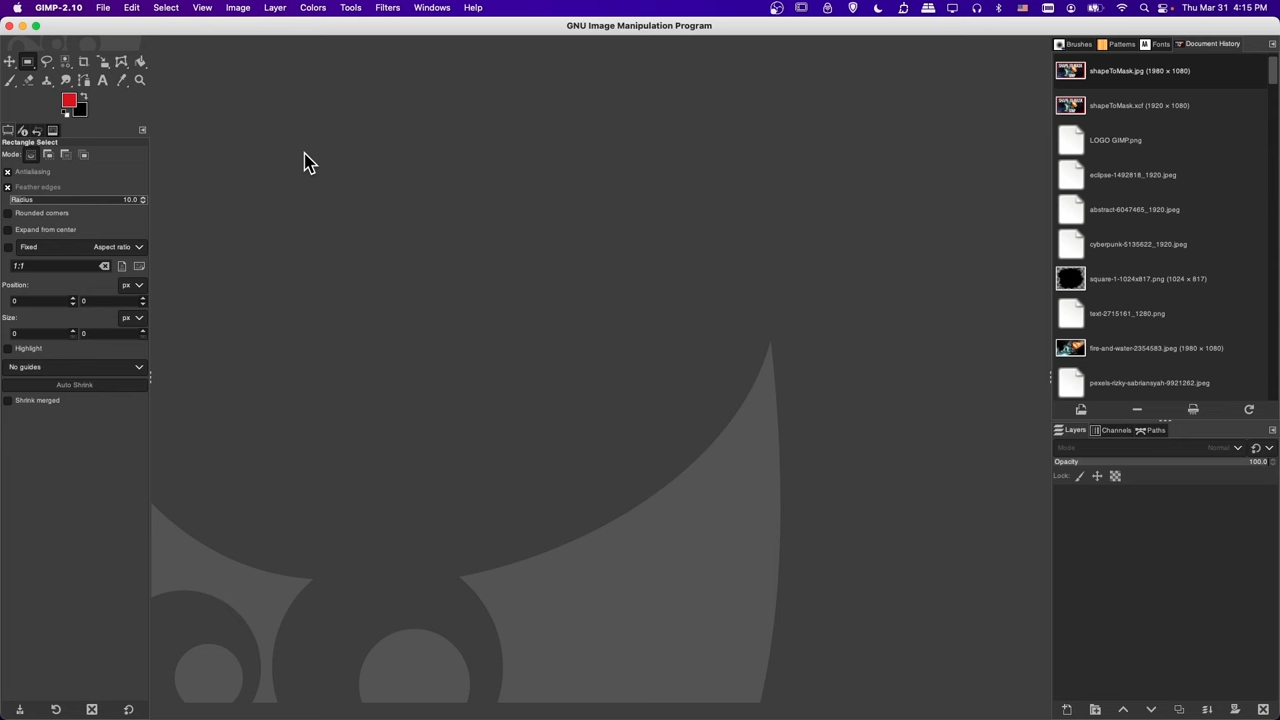 GIMP-2.10 File Edit Select View Image Layer Colors Tools Filters Windows Help Thu Mar 31 4:15 PM
GNU Image Manipulation Program
Brushes Patterns Fonts Document History
shapeToMask.jpg (1980 × 1080)
shapeToMask.xcf (1920 × 1080)
LOGO GIMP.png
eclipse-1492818_1920.jpeg
abstract-6047465_1920.jpeg
cyberpunk-5135622_1920.jpeg
square-1-1024x817.png (1024 × 817)
text-2715161_1280.png
fire-and-water-2354583.jpeg (1980 × 1080)
pexels-rizky-sabriansyah-9921262.jpeg
Rectangle Select
Mode:
Antialiasing
Feather edges
Radius 10.0
Rounded corners
Expand from center
Fixed Aspect ratio
1:1
Position: px
0 0
Size: px
0 0
Highlight
No guides
Auto Shrink
Shrink merged
Layers Channels Paths
Mode Normal
Opacity 100.0
Lock: